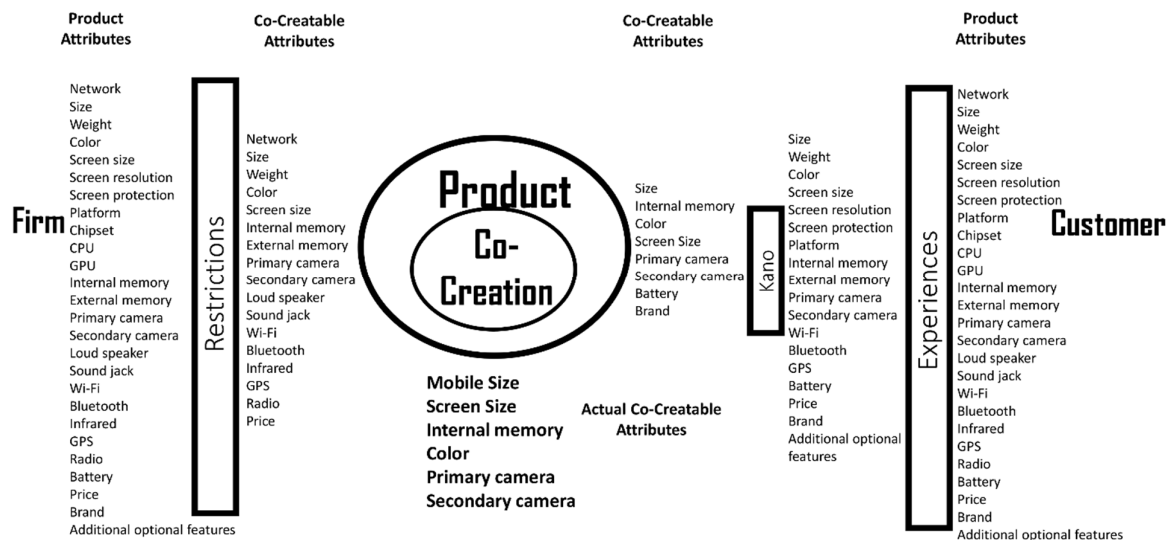 Product
Attributes
Co-Creatable
Attributes
Co-Creatable
Attributes
Product
Attributes
Firm
Network
Size
Weight
Color
Screen size
Screen resolution
Screen protection
Platform
Chipset
CPU
GPU
Internal memory
External memory
Primary camera
Secondary camera
Loud speaker
Sound jack
Wi-Fi
Bluetooth
Infrared
GPS
Radio
Battery
Price
Brand
Additional optional features
Restrictions
Network
Size
Weight
Color
Screen size
Internal memory
External memory
Primary camera
Secondary camera
Loud speaker
Sound jack
Wi-Fi
Bluetooth
Infrared
GPS
Radio
Price
Product
Co-
Creation
Mobile Size
Screen Size
Internal memory
Color
Primary camera
Secondary camera
Actual Co-Creatable
Attributes
Size
Internal memory
Color
Screen Size
Primary camera
Secondary camera
Battery
Brand
Kano
Size
Weight
Color
Screen size
Screen resolution
Screen protection
Platform
Internal memory
External memory
Primary camera
Secondary camera
Wi-Fi
Bluetooth
GPS
Battery
Price
Brand
Additional optional
features
Experiences
Network
Size
Weight
Color
Screen size
Screen resolution
Screen protection
Platform
Chipset
CPU
GPU
Internal memory
External memory
Primary camera
Secondary camera
Loud speaker
Sound jack
Wi-Fi
Bluetooth
Infrared
GPS
Radio
Battery
Price
Brand
Additional optional features
Customer